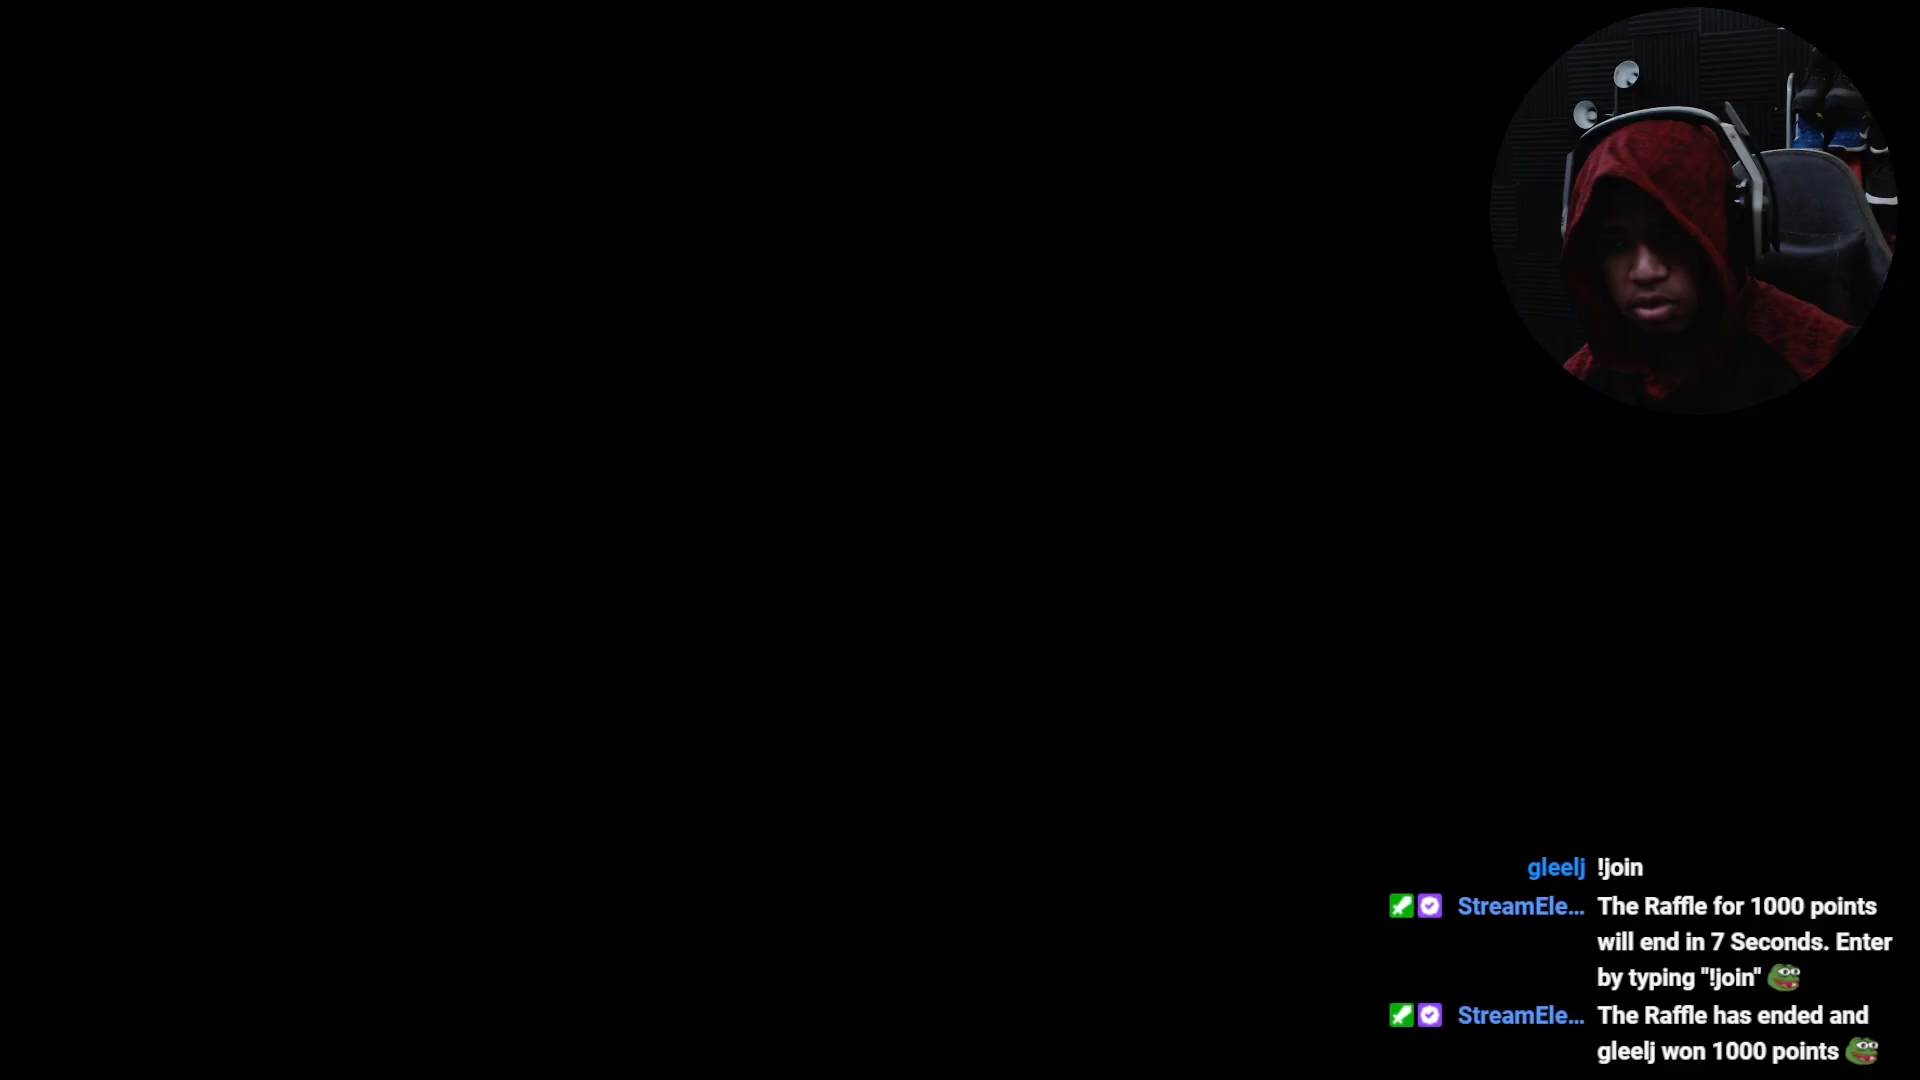 gleelj !join
StreamEle... The Raffle for 1000 points
will end in 7 Seconds. Enter
by typing "!join"
StreamEle... The Raffle has ended and
gleelj won 1000 points